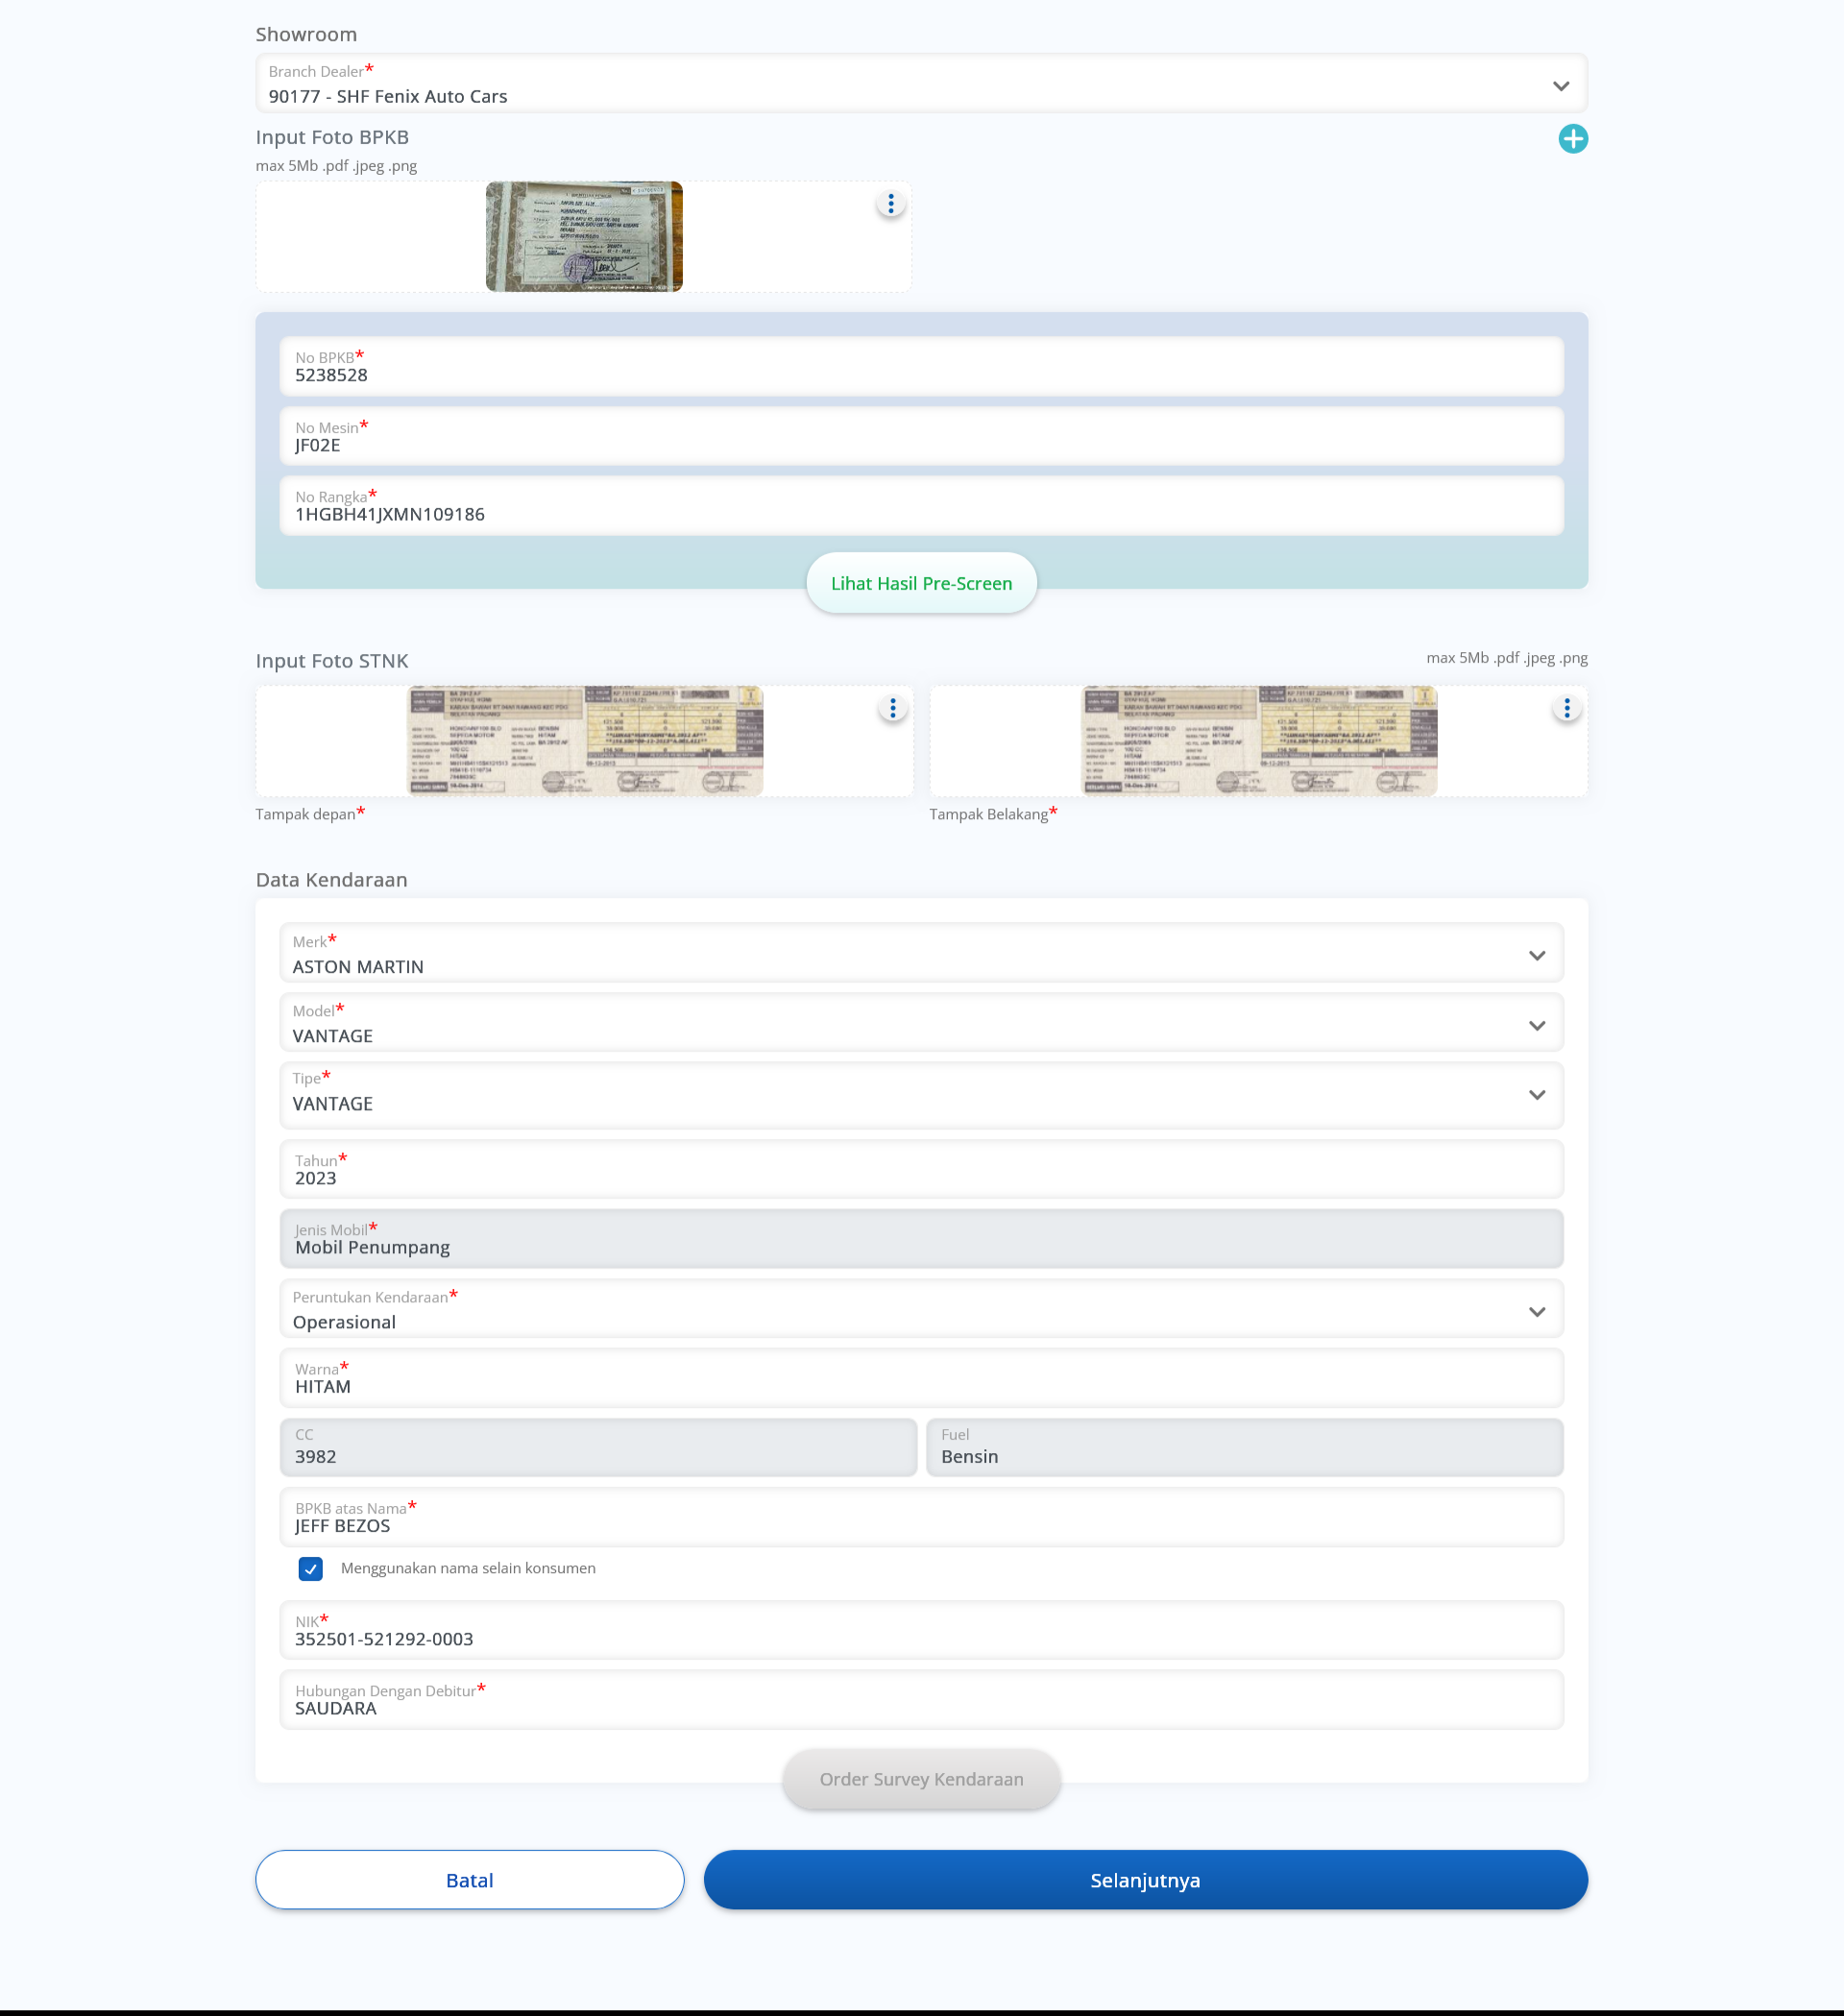 Showroom
Branch Dealer*
90177 - SHF Fenix Auto Cars
Input Foto BPKB
max 5Mb .pdf .jpeg .png
No BPKB*
5238528
No Mesin*
JF02E
No Rangka*
1HGBH41JXMN109186
Lihat Hasil Pre-Screen
Input Foto STNK
max 5Mb .pdf .jpeg .png
Tampak depan*
Tampak Belakang*
Data Kendaraan
Merk*
ASTON MARTIN
Model*
VANTAGE
Tipe*
VANTAGE
Tahun*
2023
Jenis Mobil*
Mobil Penumpang
Peruntukan Kendaraan*
Operasional
Warna*
HITAM
CC
3982
Fuel
Bensin
BPKB atas Nama*
JEFF BEZOS
Menggunakan nama selain konsumen
NIK*
352501-521292-0003
Hubungan Dengan Debitur*
SAUDARA
Order Survey Kendaraan
Batal
Selanjutnya